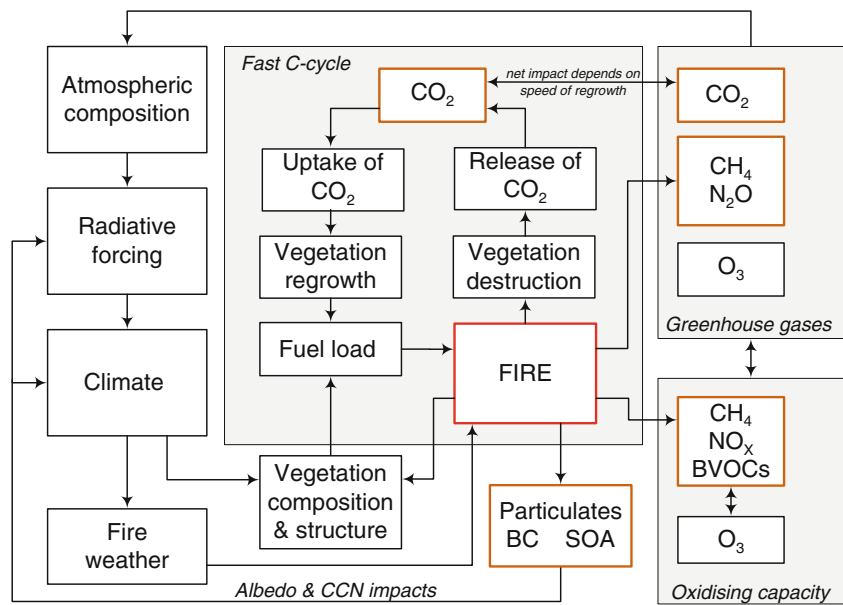 Atmospheric
composition
Radiative
forcing
Climate
Fire
weather
Fast C-cycle
CO₂
net impact depends on
speed of regrowth
Uptake of
CO₂
Release of
CO₂
Vegetation
regrowth
Vegetation
destruction
Fuel load
FIRE
Vegetation
composition
& structure
Particulates
BC SOA
Albedo & CCN impacts
CO₂
CH₄
N₂O
O₃
Greenhouse gases
CH₄
NOₓ
BVOCs
O₃
Oxidising capacity